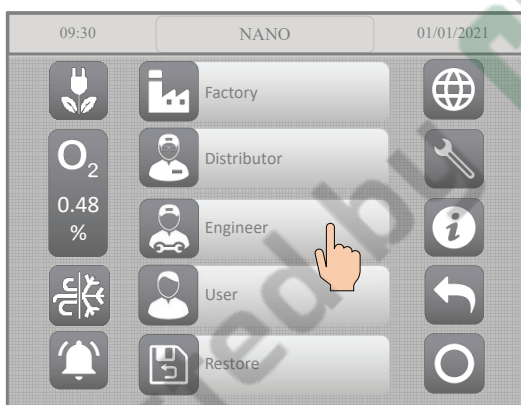 09:30 NANO 01/01/2021
Factory
O2
Distributor
0.48
%
Engineer
i
User
Restore